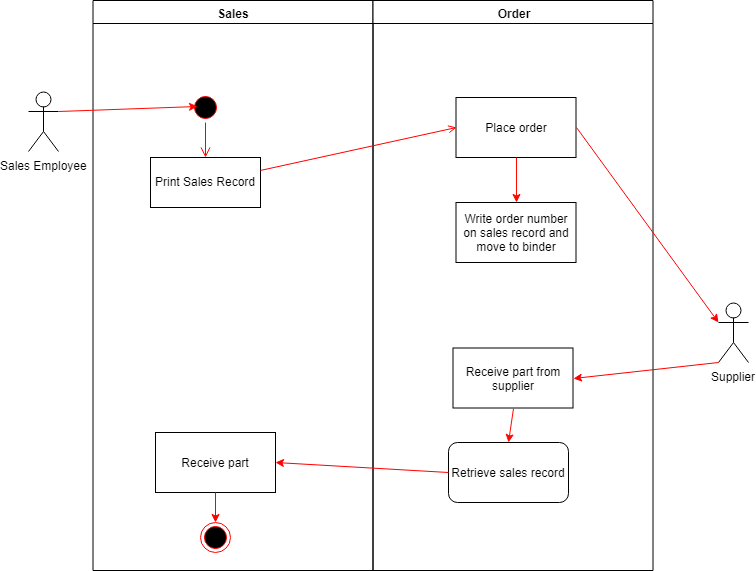 Sales
Order
Sales Employee
Print Sales Record
Place order
Write order number
on sales record and
move to binder
Supplier
Receive part from
supplier
Retrieve sales record
Receive part